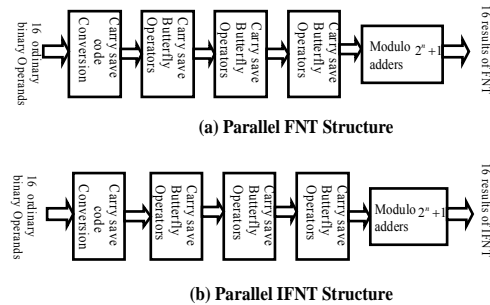 16 ordinary
binary Operands
Carry save
code
Conversion
Carry save
Butterfly
Operators
Carry save
Butterfly
Operators
Carry save
Butterfly
Operators
Modulo 2ⁿ+1
adders
16 results of
FNT
(a) Parallel FNT Structure
16 ordinary
binary Operands
Carry save
code
Conversion
Carry save
Butterfly
Operators
Carry save
Butterfly
Operators
Carry save
Butterfly
Operators
Modulo 2ⁿ+1
adders
16 results of IFNT
(b) Parallel IFNT Structure